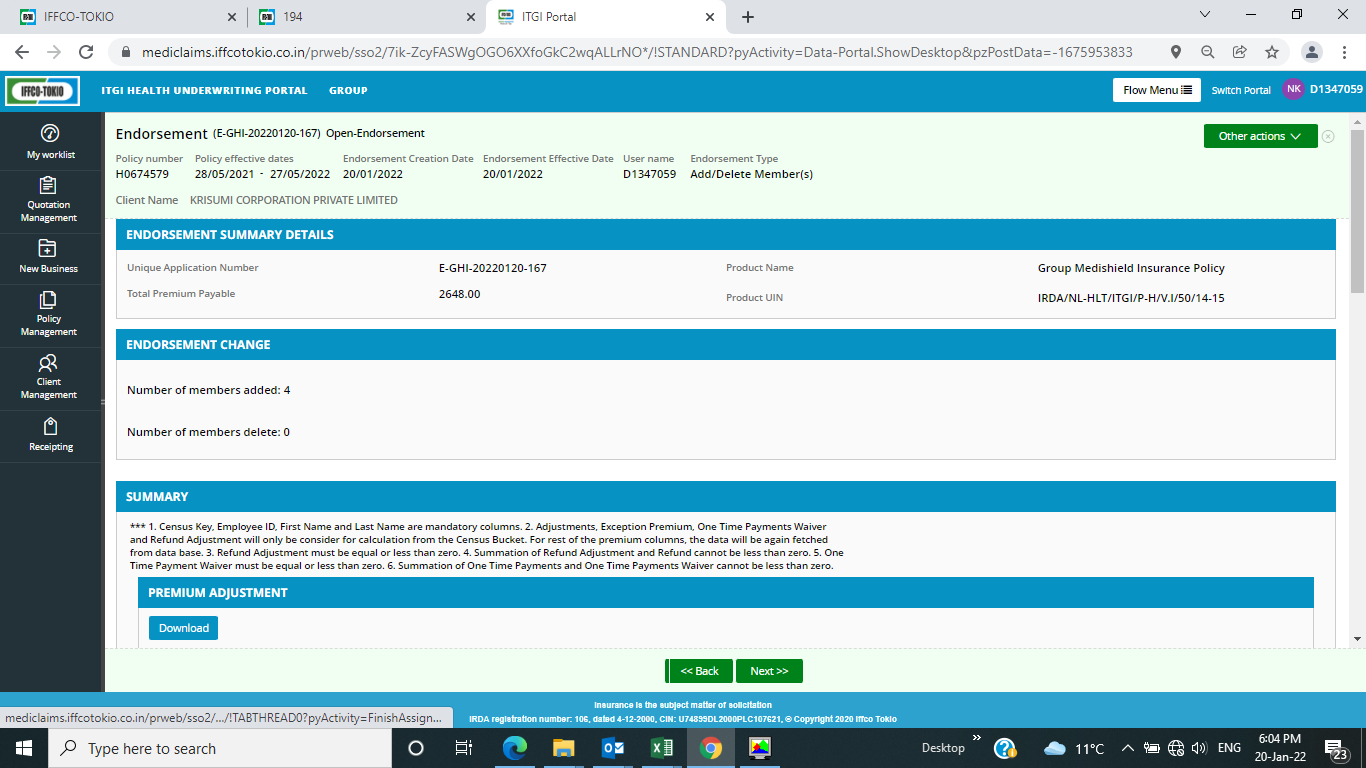 IFFCO-TOKIO
194
ITGI Portal
mediclaims.iffcotokio.co.in/prweb/sso2/7ik-ZcyFASWgOGO6XXfoGkC2wqALLrNO*/!STANDARD?pyActivity=Data-Portal.ShowDesktop&pzPostData=-1675953833
IFFCO-TOKIO
ITGI HEALTH UNDERWRITING PORTAL GROUP
Flow Menu
Switch Portal
NK
D1347059
My worklist
Quotation
Management
New Business
Policy
Management
Client
Management
Receipting
Endorsement (E-GHI-20220120-167) Open-Endorsement
Other actions
Policy number Policy effective dates Endorsement Creation Date Endorsement Effective Date User name Endorsement Type
H0674579 28/05/2021 - 27/05/2022 20/01/2022 20/01/2022 D1347059 Add/Delete Member(s)
Client Name KRISUMI CORPORATION PRIVATE LIMITED
ENDORSEMENT SUMMARY DETAILS
Unique Application Number E-GHI-20220120-167 Product Name Group Medishield Insurance Policy
Total Premium Payable 2648.00 Product UIN IRDA/NL-HLT/ITGI/P-H/V.I/50/14-15
ENDORSEMENT CHANGE
Number of members added: 4
Number of members delete: 0
SUMMARY
*** 1. Census Key, Employee ID, First Name and Last Name are mandatory columns. 2. Adjustments, Exception Premium, One Time Payments Waiver
and Refund Adjustment will only be consider for calculation from the Census Bucket. For rest of the premium columns, the data will be again fetched
from data base. 3. Refund Adjustment must be equal or less than zero. 4. Summation of Refund Adjustment and Refund cannot be less than zero. 5. One
Time Payment Waiver must be equal or less than zero. 6. Summation of One Time Payments and One Time Payments Waiver cannot be less than zero.
PREMIUM ADJUSTMENT
Download
<< Back
Next >>
Insurance is the subject matter of solicitation
IRDA registration number: 106, dated 4-12-2000, CIN: U74899DL2000PLC107621, © Copyright 2020 Iffco Tokio
mediclaims.iffcotokio.co.in/prweb/sso2/.../!TABTHREAD0?pyActivity=FinishAssign...
Type here to search
Desktop
11°C
ENG
6:04 PM
20-Jan-22
23